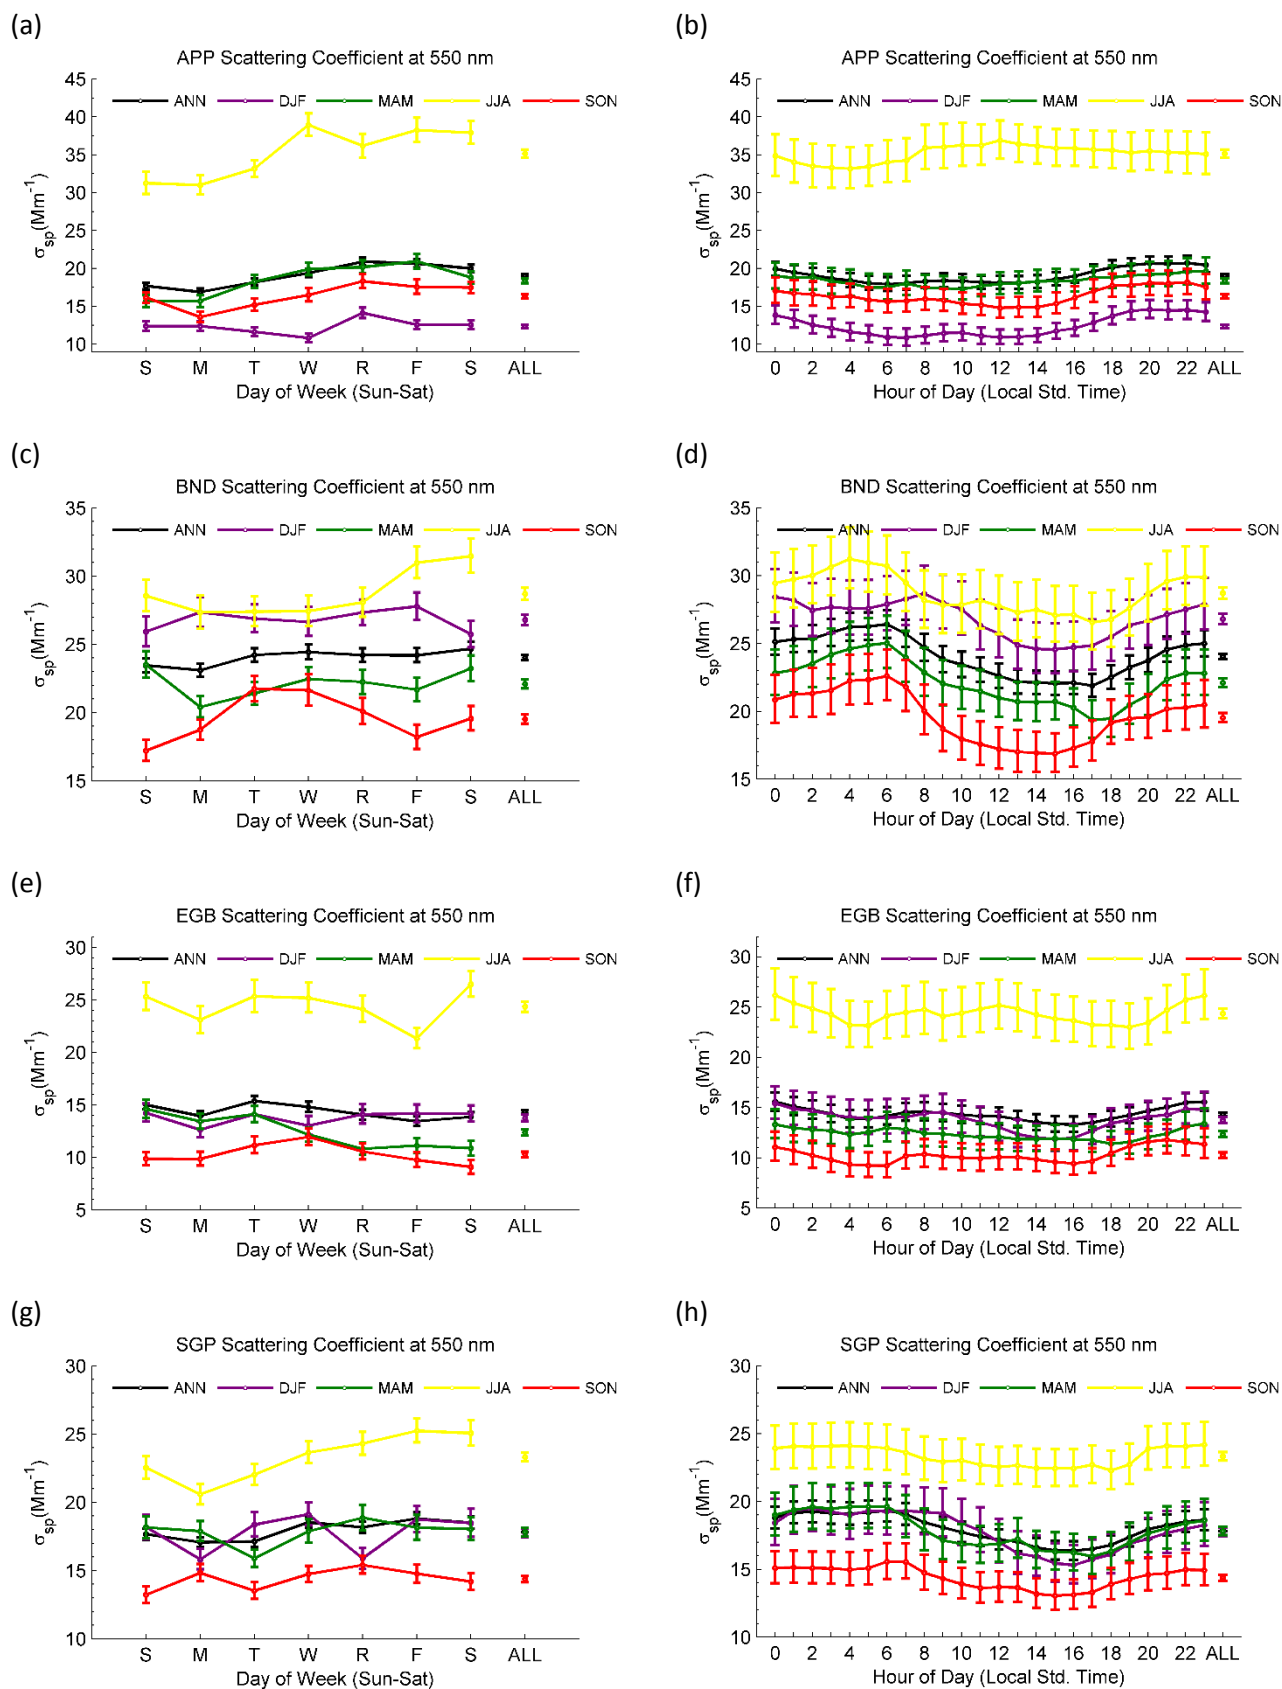 (a)
APP Scattering Coefficient at 550 nm
45
40
35
30
25
20
15
10
σsp(Mm-1)
ANN DJF MAM JJA SON
S M T W R F S ALL
Day of Week (Sun-Sat)
(b)
APP Scattering Coefficient at 550 nm
45
40
35
30
25
20
15
10
σsp(Mm-1)
ANN DJF MAM JJA SON
0 2 4 6 8 10 12 14 16 18 20 22 ALL
Hour of Day (Local Std. Time)
(c)
BND Scattering Coefficient at 550 nm
35
30
25
20
15
σsp(Mm-1)
ANN DJF MAM JJA SON
S M T W R F S ALL
Day of Week (Sun-Sat)
(d)
BND Scattering Coefficient at 550 nm
35
30
25
20
15
σsp(Mm-1)
ANN DJF MAM JJA SON
0 2 4 6 8 10 12 14 16 18 20 22 ALL
Hour of Day (Local Std. Time)
(e)
EGB Scattering Coefficient at 550 nm
30
25
20
15
10
5
σsp(Mm-1)
ANN DJF MAM JJA SON
S M T W R F S ALL
Day of Week (Sun-Sat)
(f)
EGB Scattering Coefficient at 550 nm
30
25
20
15
10
5
σsp(Mm-1)
ANN DJF MAM JJA SON
0 2 4 6 8 10 12 14 16 18 20 22 ALL
Hour of Day (Local Std. Time)
(g)
SGP Scattering Coefficient at 550 nm
30
25
20
15
10
σsp(Mm-1)
ANN DJF MAM JJA SON
S M T W R F S ALL
Day of Week (Sun-Sat)
(h)
SGP Scattering Coefficient at 550 nm
30
25
20
15
10
σsp(Mm-1)
ANN DJF MAM JJA SON
0 2 4 6 8 10 12 14 16 18 20 22 ALL
Hour of Day (Local Std. Time)